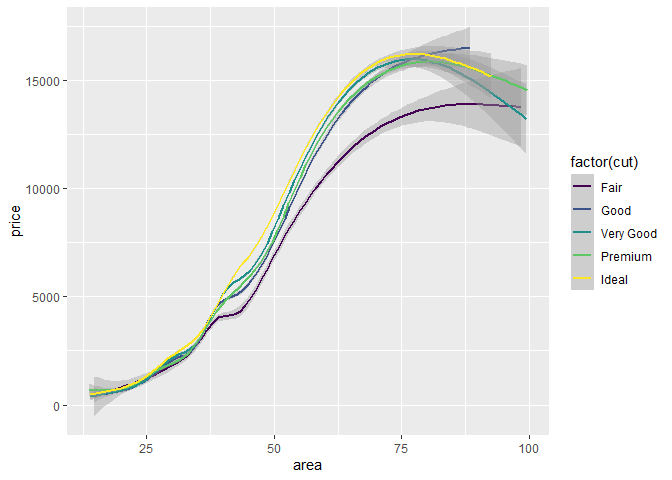 15000
10000
5000
0
price
25 50 75 100
area
factor(cut)
Fair
Good
Very Good
Premium
Ideal